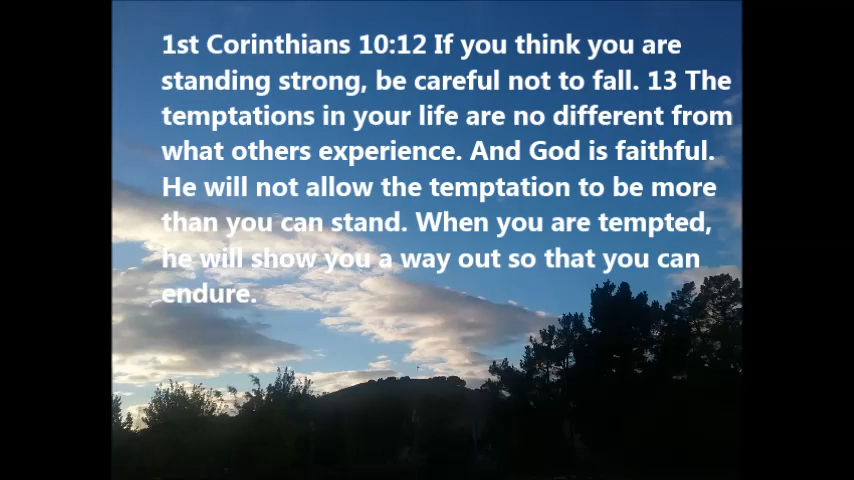 1st Corinthians 10:12 If you think you are
standing strong, be careful not to fall. 13 The
temptations in your life are no different from
what others experience. And God is faithful.
He will not allow the temptation to be more
than you can stand. When you are tempted,
he will show you a way out so that you can
endure.